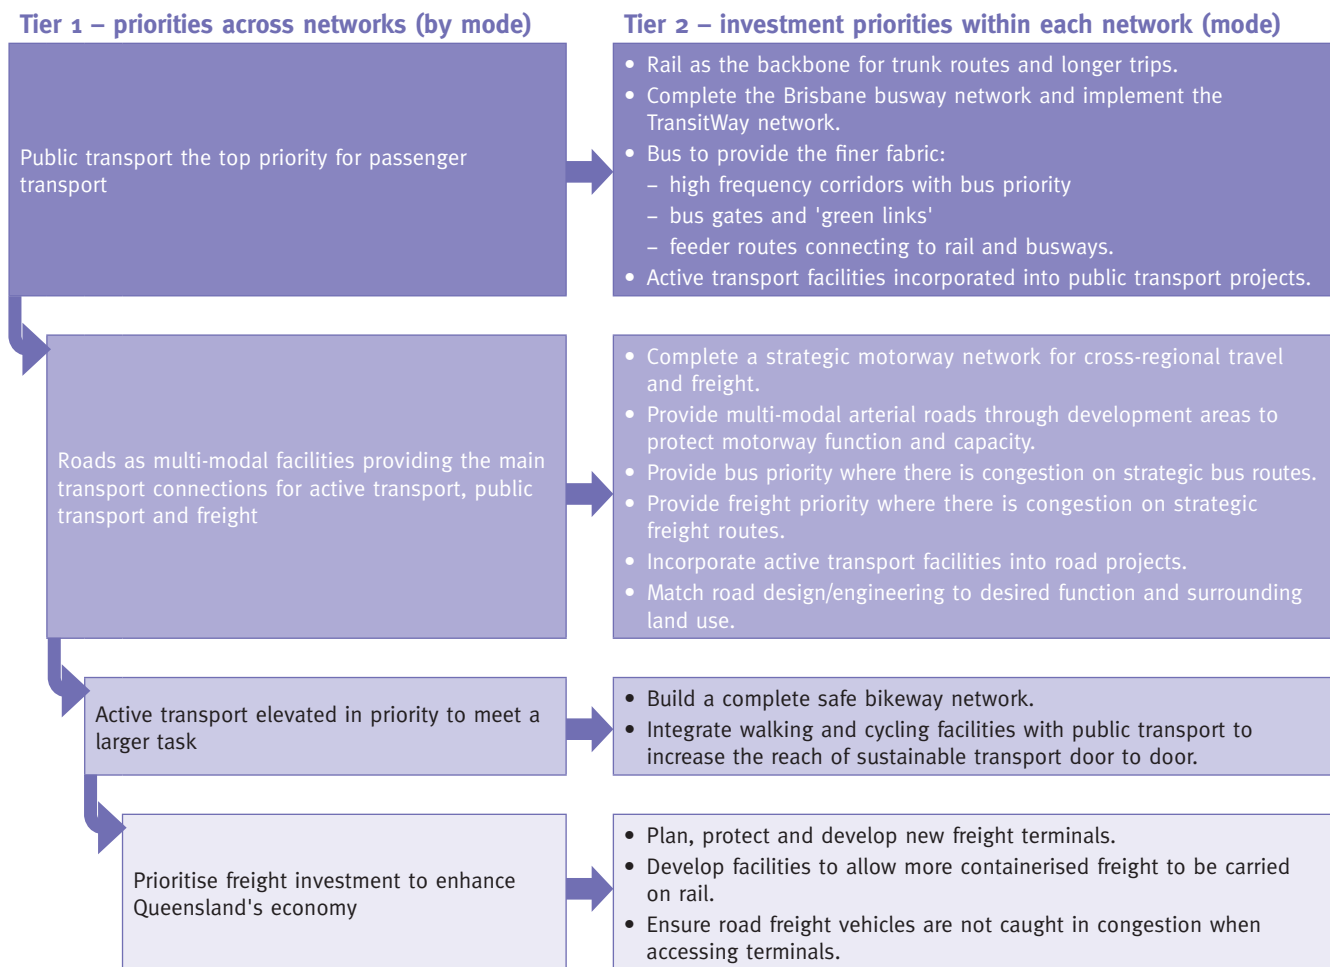 Tier 1 – priorities across networks (by mode)
Tier 2 – investment priorities within each network (mode)
Public transport the top priority for passenger
transport
• Rail as the backbone for trunk routes and longer trips.
• Complete the Brisbane busway network and implement the
TransitWay network.
• Bus to provide the finer fabric:
– high frequency corridors with bus priority
– bus gates and 'green links'
– feeder routes connecting to rail and busways.
• Active transport facilities incorporated into public transport projects.
Roads as multi-modal facilities providing the main
transport connections for active transport, public
transport and freight
• Complete a strategic motorway network for cross-regional travel
and freight.
• Provide multi-modal arterial roads through development areas to
protect motorway function and capacity.
• Provide bus priority where there is congestion on strategic bus routes.
• Provide freight priority where there is congestion on strategic
freight routes.
• Incorporate active transport facilities into road projects.
• Match road design/engineering to desired function and surrounding
land use.
Active transport elevated in priority to meet a
larger task
• Build a complete safe bikeway network.
• Integrate walking and cycling facilities with public transport to
increase the reach of sustainable transport door to door.
Prioritise freight investment to enhance
Queensland's economy
• Plan, protect and develop new freight terminals.
• Develop facilities to allow more containerised freight to be carried
on rail.
• Ensure road freight vehicles are not caught in congestion when
accessing terminals.